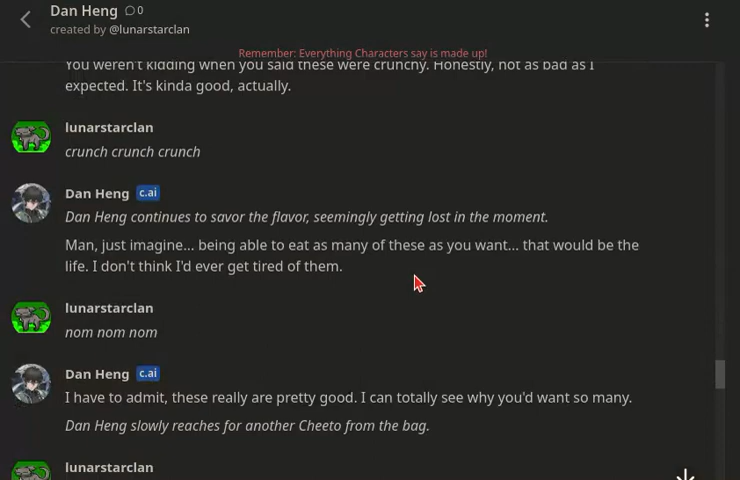 Dan Heng 0
created by @lunarstarclan
Remember: Everything Characters say is made up!
You weren't kidding when you said these were crunchy. Honestly, not as bad as I
expected. It's kinda good, actually.
lunarstarclan
crunch crunch crunch
Dan Heng c.ai
Dan Heng continues to savor the flavor, seemingly getting lost in the moment.
Man, just imagine... being able to eat as many of these as you want... that would be the
life. I don't think I'd ever get tired of them.
lunarstarclan
nom nom nom
Dan Heng c.ai
I have to admit, these really are pretty good. I can totally see why you'd want so many.
Dan Heng slowly reaches for another Cheeto from the bag.
lunarstarclan